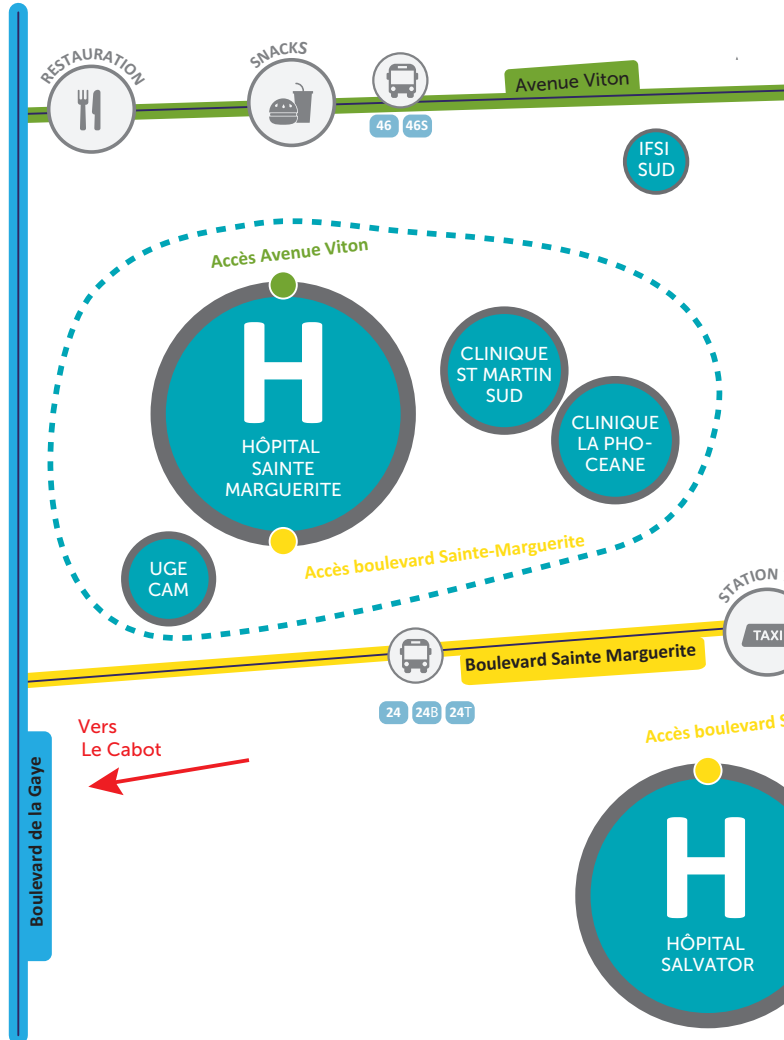 RESTAURATION
SNACKS
Avenue Viton
46 46S
IFSI
SUD
Accès Avenue Viton
H
HÔPITAL
SAINTE
MARGUERITE
CLINIQUE
ST MARTIN
SUD
CLINIQUE
LA PHO-
CEANE
Accès boulevard Sainte-Marguerite
UGE
CAM
STATION
TAXI
Boulevard Sainte Marguerite
24 24B 24T
Vers
Le Cabot
Accès boulevard S
Boulevard de la Gaye
H
HÔPITAL
SALVATOR